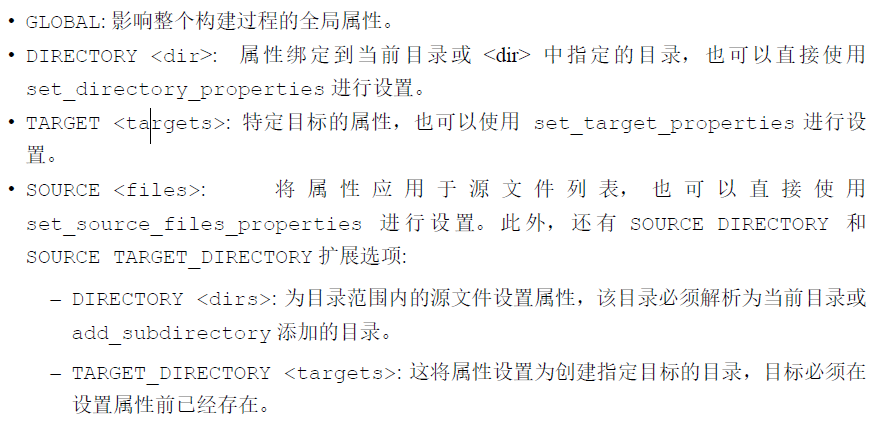 • GLOBAL: 影响整个构建过程的全局属性。
• DIRECTORY <dir>: 属性绑定到当前目录或 <dir> 中指定的目录，也可以直接使用
set_directory_properties 进行设置。
• TARGET <targets>: 特定目标的属性，也可以使用 set_target_properties 进行设
置。
• SOURCE <files>: 将属性应用于源文件列表，也可以直接使用
set_source_files_properties 进行设置。此外，还有 SOURCE DIRECTORY 和
SOURCE TARGET_DIRECTORY 扩展选项:
– DIRECTORY <dirs>: 为目录范围内的源文件设置属性，该目录必须解析为当前目录或
add_subdirectory 添加的目录。
– TARGET_DIRECTORY <targets>: 这将属性设置为创建指定目标的目录，目标必须在
设置属性前已经存在。